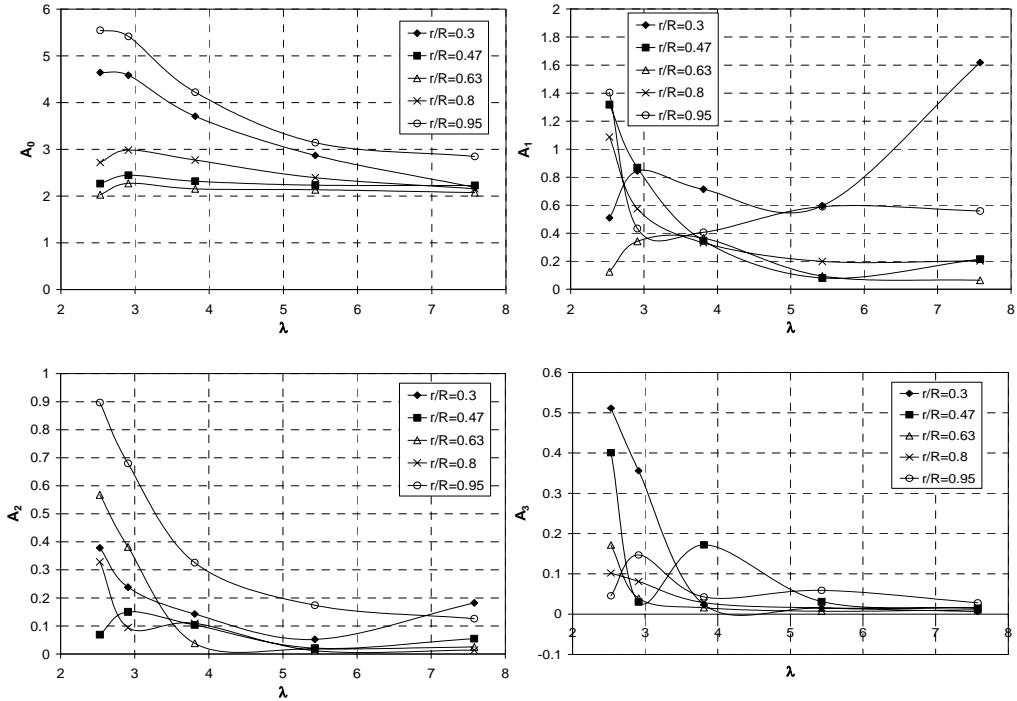 6
5
4
3
2
1
0
2 3 4 5 6 7 8
A0
λ
r/R=0.3
r/R=0.47
r/R=0.63
r/R=0.8
r/R=0.95
2
1.8
1.6
1.4
1.2
1
0.8
0.6
0.4
0.2
0
2 3 4 5 6 7 8
A1
λ
r/R=0.3
r/R=0.47
r/R=0.63
r/R=0.8
r/R=0.95
1
0.9
0.8
0.7
0.6
0.5
0.4
0.3
0.2
0.1
0
2 3 4 5 6 7 8
A2
λ
r/R=0.3
r/R=0.47
r/R=0.63
r/R=0.8
r/R=0.95
0.6
0.5
0.4
0.3
0.2
0.1
0
-0.1
2 3 4 5 6 7 8
A3
λ
r/R=0.3
r/R=0.47
r/R=0.63
r/R=0.8
r/R=0.95